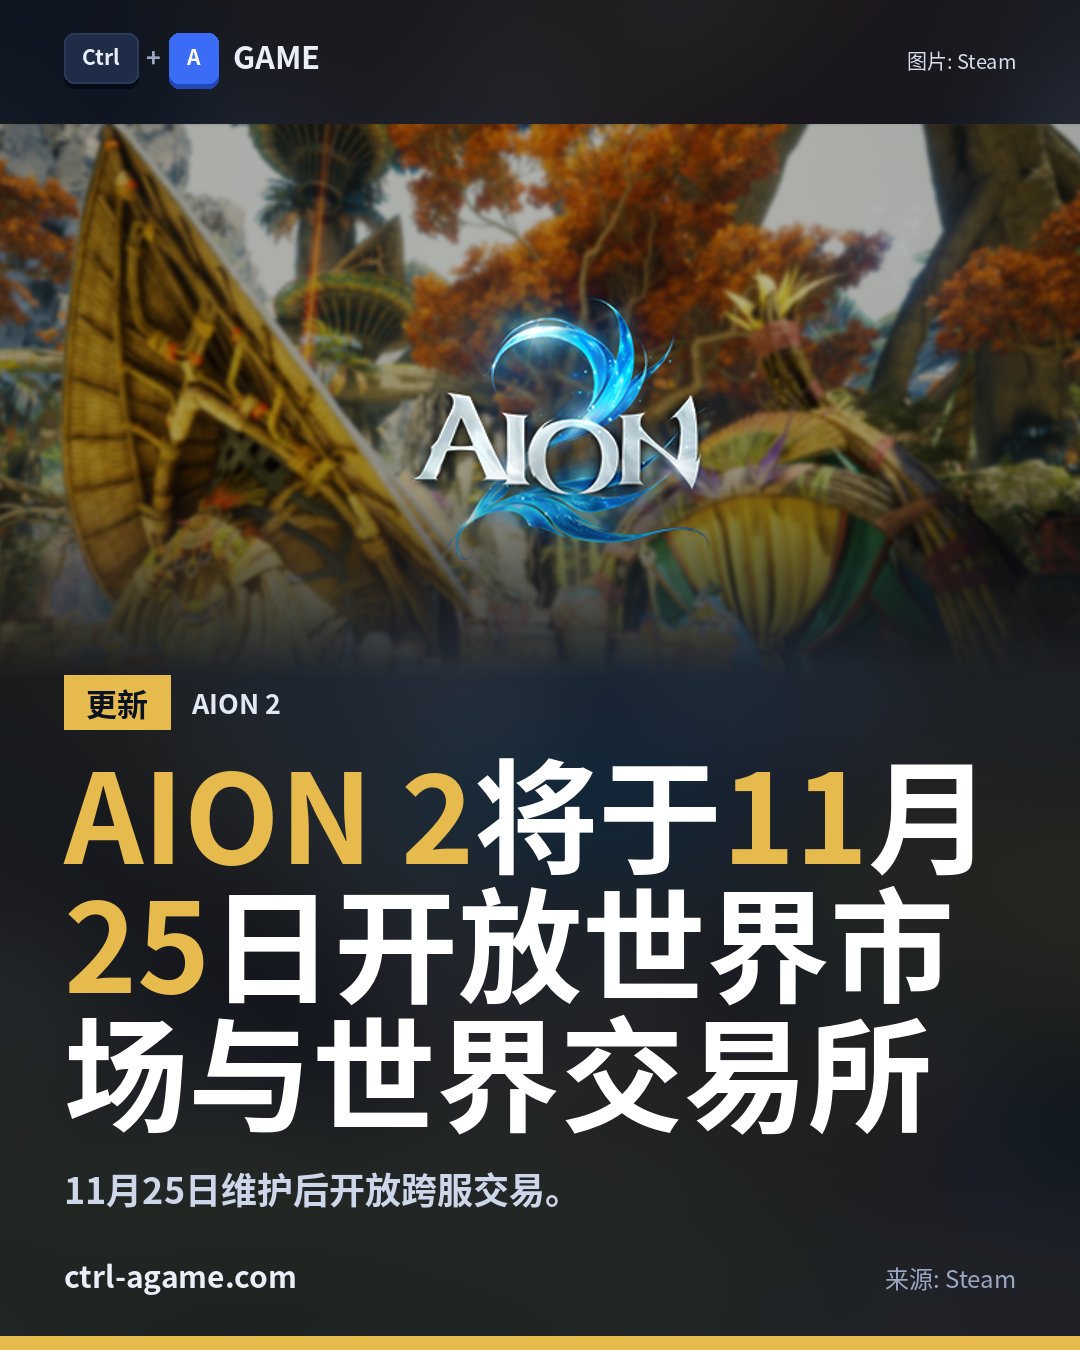 Ctrl + A GAME
图片: Steam
AION 2
更新
AION 2
AION 2将于11月
25日开放世界市
场与世界交易所
11月25日维护后开放跨服交易。
ctrl-agame.com
来源: Steam